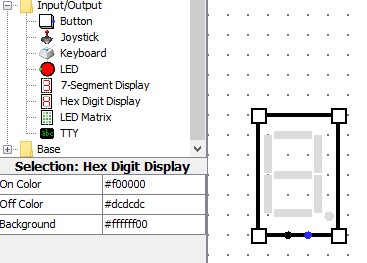 Input/Output
Button
Joystick
Keyboard
LED
7-Segment Display
Hex Digit Display
LED Matrix
TTY
Base
Selection: Hex Digit Display
On Color #f00000
Off Color #dcdcdc
Background #ffffff00